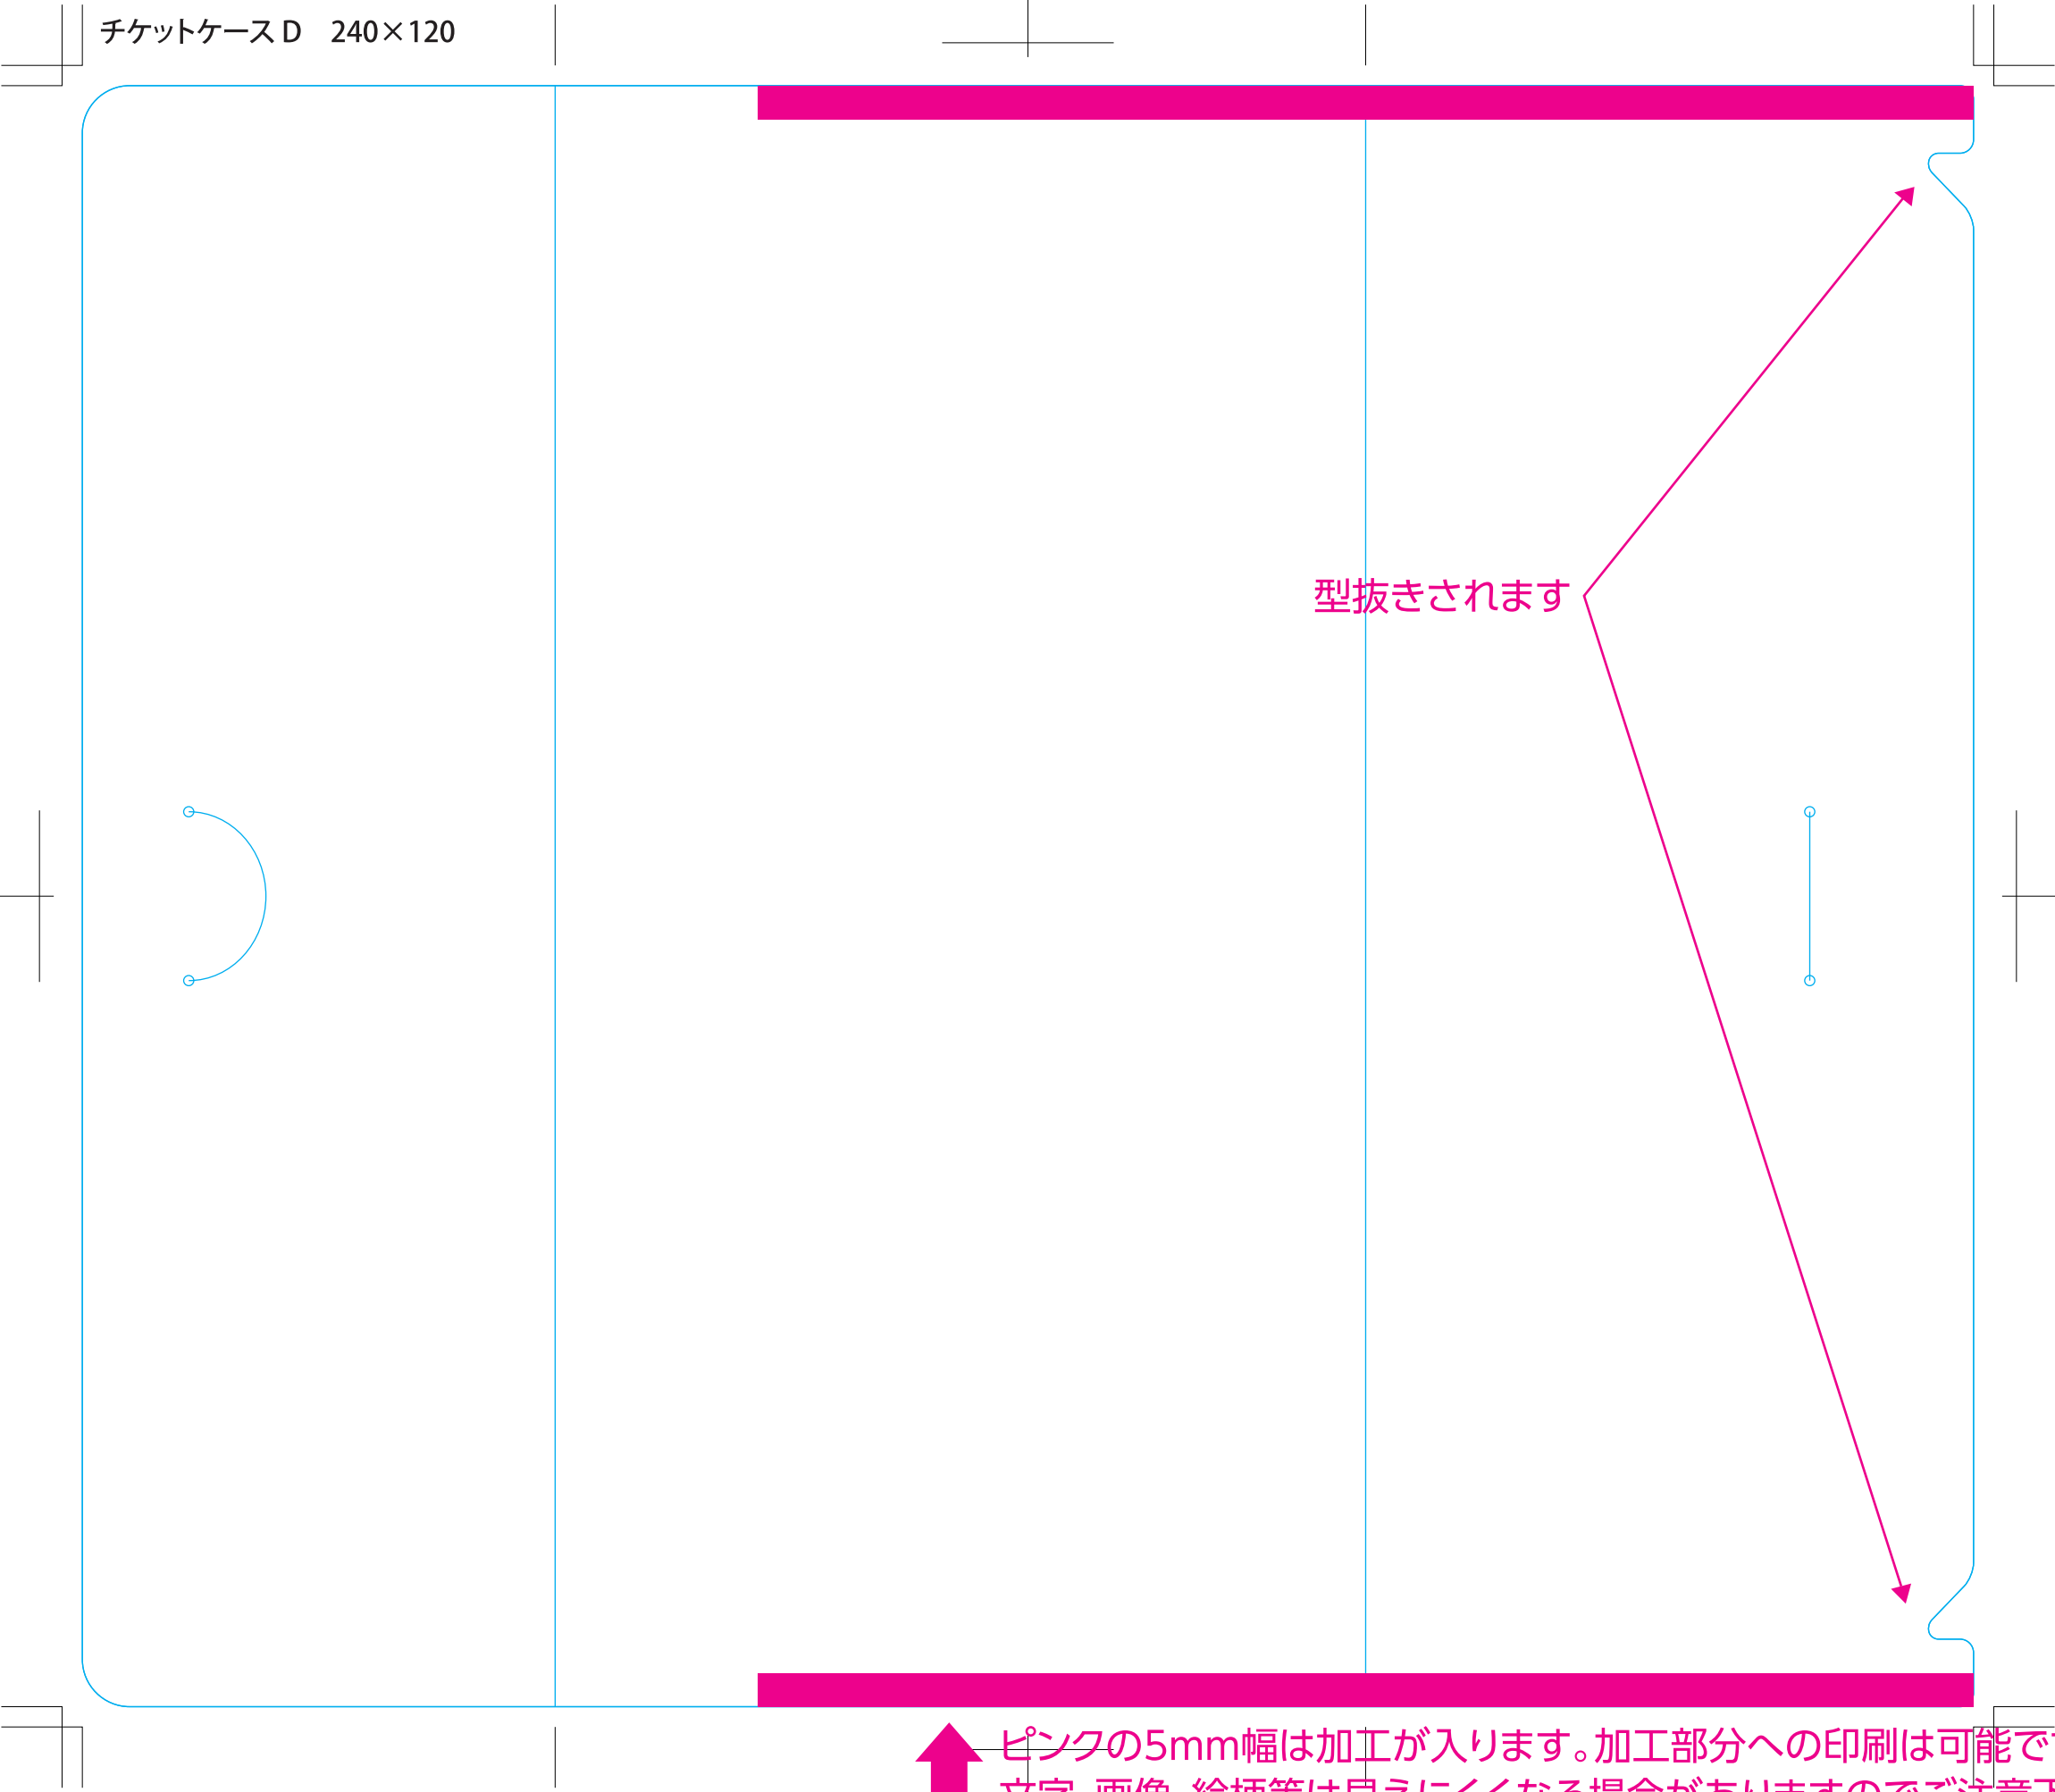 チケットケースD 240×120
型抜きされます
ピンクの5mm幅は加工が入ります。加工部分への印刷は可能で